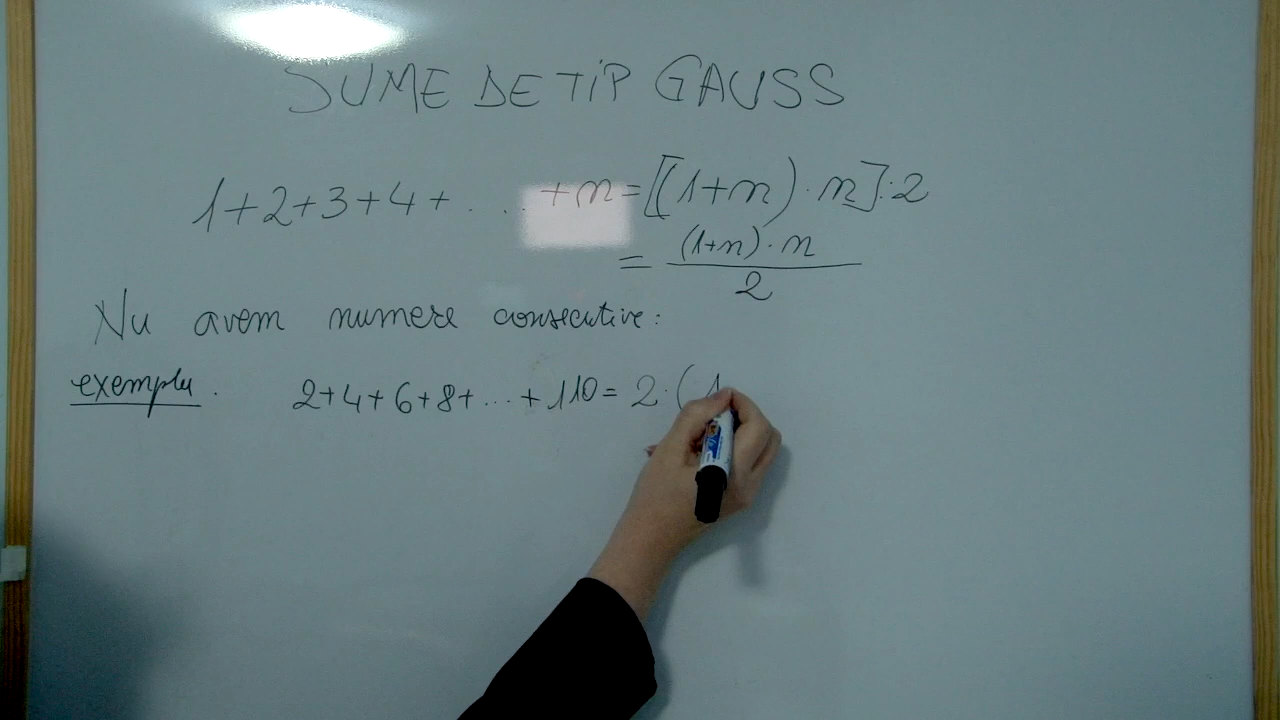 SUME DE TIP GAUSS
1+2+3+4+ . . . +n=[(1+n)·n]:2
= (1+n)·n / 2
Nu avem numere consecutive:
exemplu. 2+4+6+8+...+110= 2·(1